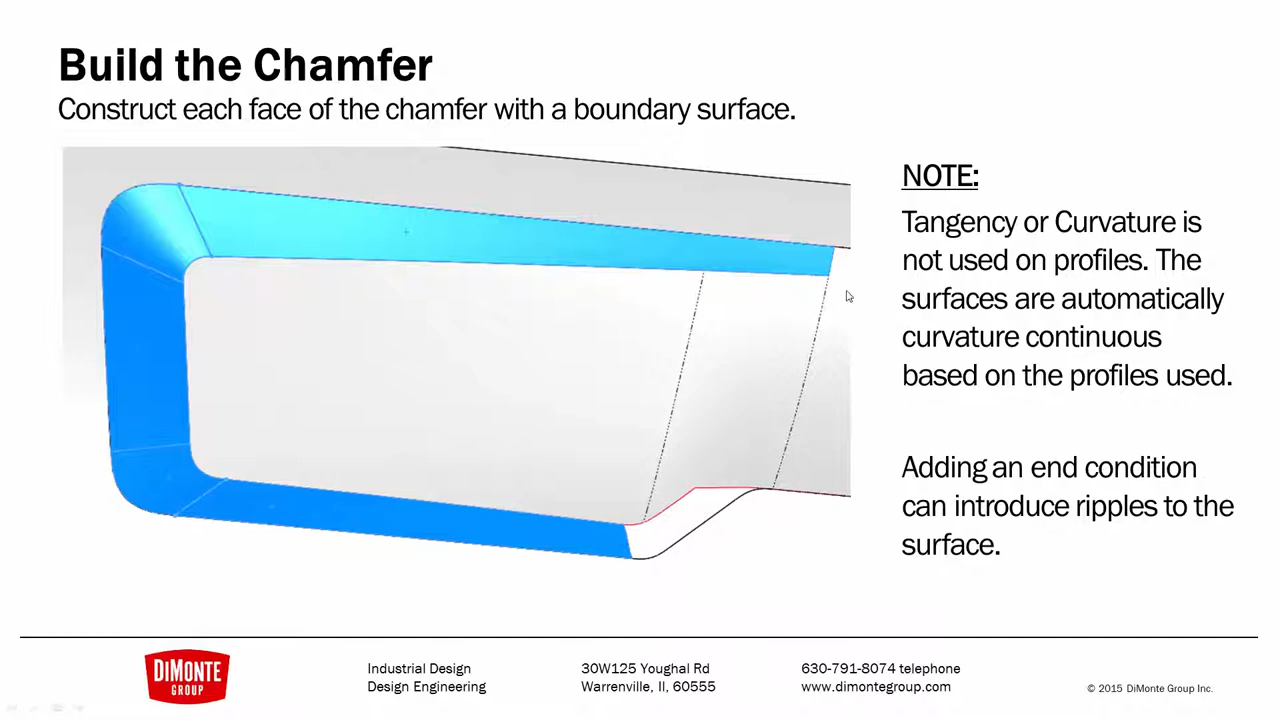 Build the Chamfer
Construct each face of the chamfer with a boundary surface.
NOTE:
Tangency or Curvature is
not used on profiles. The
surfaces are automatically
curvature continuous
based on the profiles used.
Adding an end condition
can introduce ripples to the
surface.
DIMONTE
GROUP
Industrial Design
Design Engineering
30W125 Youghal Rd
Warrenville, Il, 60555
630-791-8074 telephone
www.dimontegroup.com
© 2015 DiMonte Group Inc.